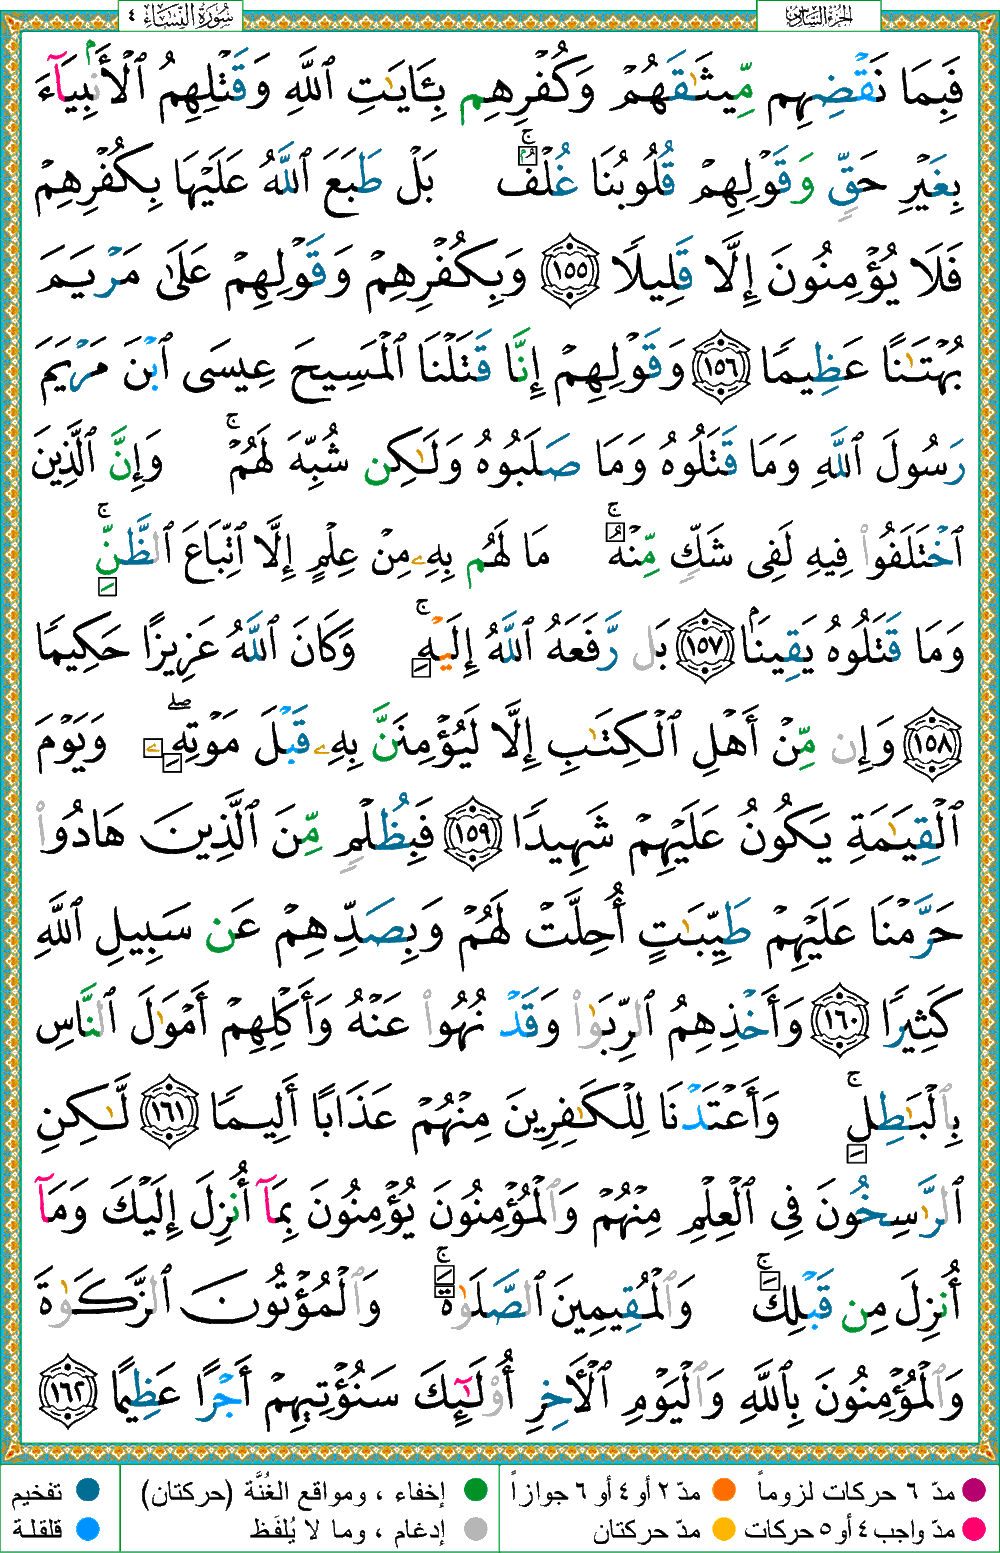 الجزء السادس
سورة النساء ٤
فَبِمَا نَقْضِهِم مِّيثَٰقَهُمْ وَكُفْرِهِم بِـَٔايَٰتِ ٱللَّهِ وَقَتْلِهِمُ ٱلْأَنۢبِيَآءَ
بِغَيْرِ حَقٍّ وَقَوْلِهِمْ قُلُوبُنَا غُلْفٌۢ ۚ بَلْ طَبَعَ ٱللَّهُ عَلَيْهَا بِكُفْرِهِمْ
فَلَا يُؤْمِنُونَ إِلَّا قَلِيلًا ١٥٥ وَبِكُفْرِهِمْ وَقَوْلِهِمْ عَلَىٰ مَرْيَمَ
بُهْتَٰنًا عَظِيمًا ١٥٦ وَقَوْلِهِمْ إِنَّا قَتَلْنَا ٱلْمَسِيحَ عِيسَى ٱبْنَ مَرْيَمَ
رَسُولَ ٱللَّهِ وَمَا قَتَلُوهُ وَمَا صَلَبُوهُ وَلَٰكِن شُبِّهَ لَهُمْ ۚ وَإِنَّ ٱلَّذِينَ
ٱخْتَلَفُوا۟ فِيهِ لَفِى شَكٍّ مِّنْهُ ۚ مَا لَهُم بِهِۦ مِنْ عِلْمٍ إِلَّا ٱتِّبَاعَ ٱلظَّنِّ ۚ
وَمَا قَتَلُوهُ يَقِينًۢا ١٥٧ بَل رَّفَعَهُ ٱللَّهُ إِلَيْهِ ۚ وَكَانَ ٱللَّهُ عَزِيزًا حَكِيمًا
١٥٨ وَإِن مِّنْ أَهْلِ ٱلْكِتَٰبِ إِلَّا لَيُؤْمِنَنَّ بِهِۦ قَبْلَ مَوْتِهِۦ ۖ وَيَوْمَ
ٱلْقِيَٰمَةِ يَكُونُ عَلَيْهِمْ شَهِيدًا ١٥٩ فَبِظُلْمٍ مِّنَ ٱلَّذِينَ هَادُوا۟
حَرَّمْنَا عَلَيْهِمْ طَيِّبَٰتٍ أُحِلَّتْ لَهُمْ وَبِصَدِّهِمْ عَن سَبِيلِ ٱللَّهِ
كَثِيرًا ١٦٠ وَأَخْذِهِمُ ٱلرِّبَوٰا۟ وَقَدْ نُهُوا۟ عَنْهُ وَأَكْلِهِمْ أَمْوَٰلَ ٱلنَّاسِ
بِٱلْبَٰطِلِ ۚ وَأَعْتَدْنَا لِلْكَٰفِرِينَ مِنْهُمْ عَذَابًا أَلِيمًا ١٦١ لَّٰكِنِ
ٱلرَّٰسِخُونَ فِى ٱلْعِلْمِ مِنْهُمْ وَٱلْمُؤْمِنُونَ يُؤْمِنُونَ بِمَآ أُنزِلَ إِلَيْكَ وَمَآ
أُنزِلَ مِن قَبْلِكَ ۚ وَٱلْمُقِيمِينَ ٱلصَّلَوٰةَ ۚ وَٱلْمُؤْتُونَ ٱلزَّكَوٰةَ
وَٱلْمُؤْمِنُونَ بِٱللَّهِ وَٱلْيَوْمِ ٱلْـَٔاخِرِ أُو۟لَٰٓئِكَ سَنُؤْتِيهِمْ أَجْرًا عَظِيمًا ١٦٢
مدّ ٦ حركات لزوماً مدّ ٢ أو ٤ أو ٦ جوازاً إخفاء ، ومواقع الغُنَّة (حركتان) تفخيم
مدّ واجب ٤ أو ٥ حركات مدّ حركتان إدغام ، وما لا يُلفَظ قلقلة